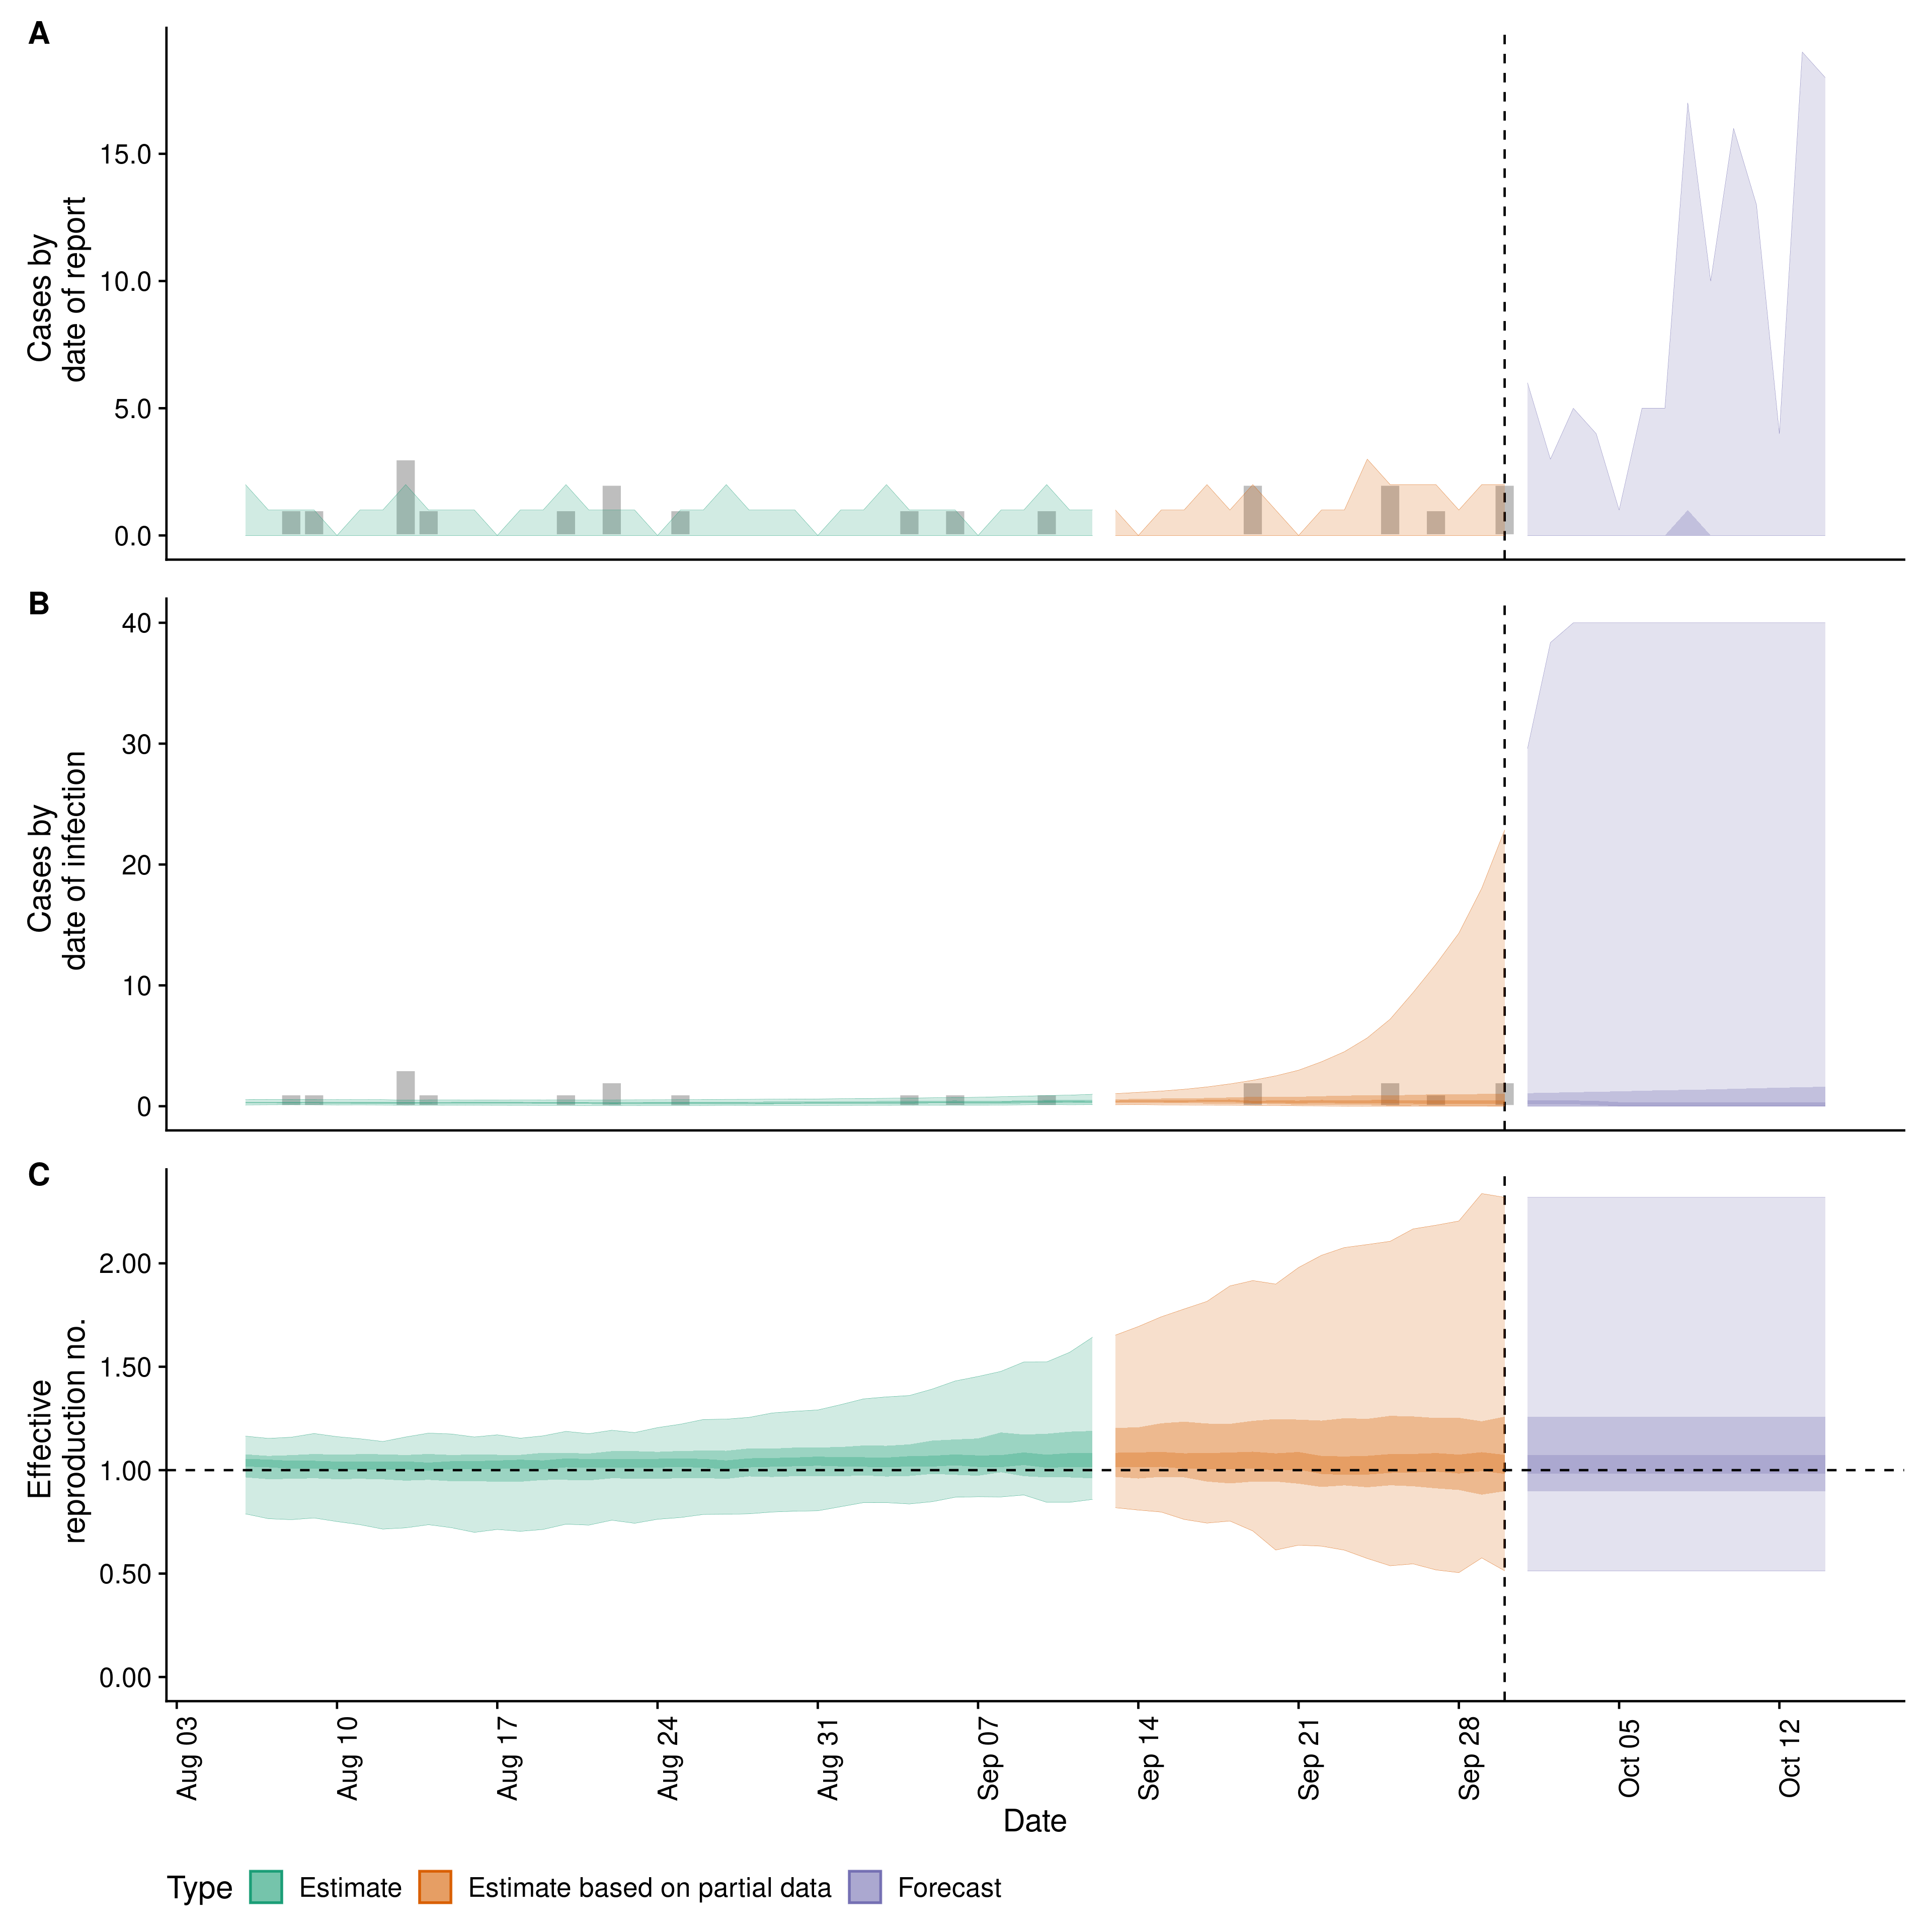 A
Cases by
date of report
15.0
10.0
5.0
0.0
B
Cases by
date of infection
40
30
20
10
0
C
Effective
reproduction no.
2.00
1.50
1.00
0.50
0.00
Aug 03
Aug 10
Aug 17
Aug 24
Aug 31
Sep 07
Sep 14
Sep 21
Sep 28
Oct 05
Oct 12
Date
Type
Estimate
Estimate based on partial data
Forecast